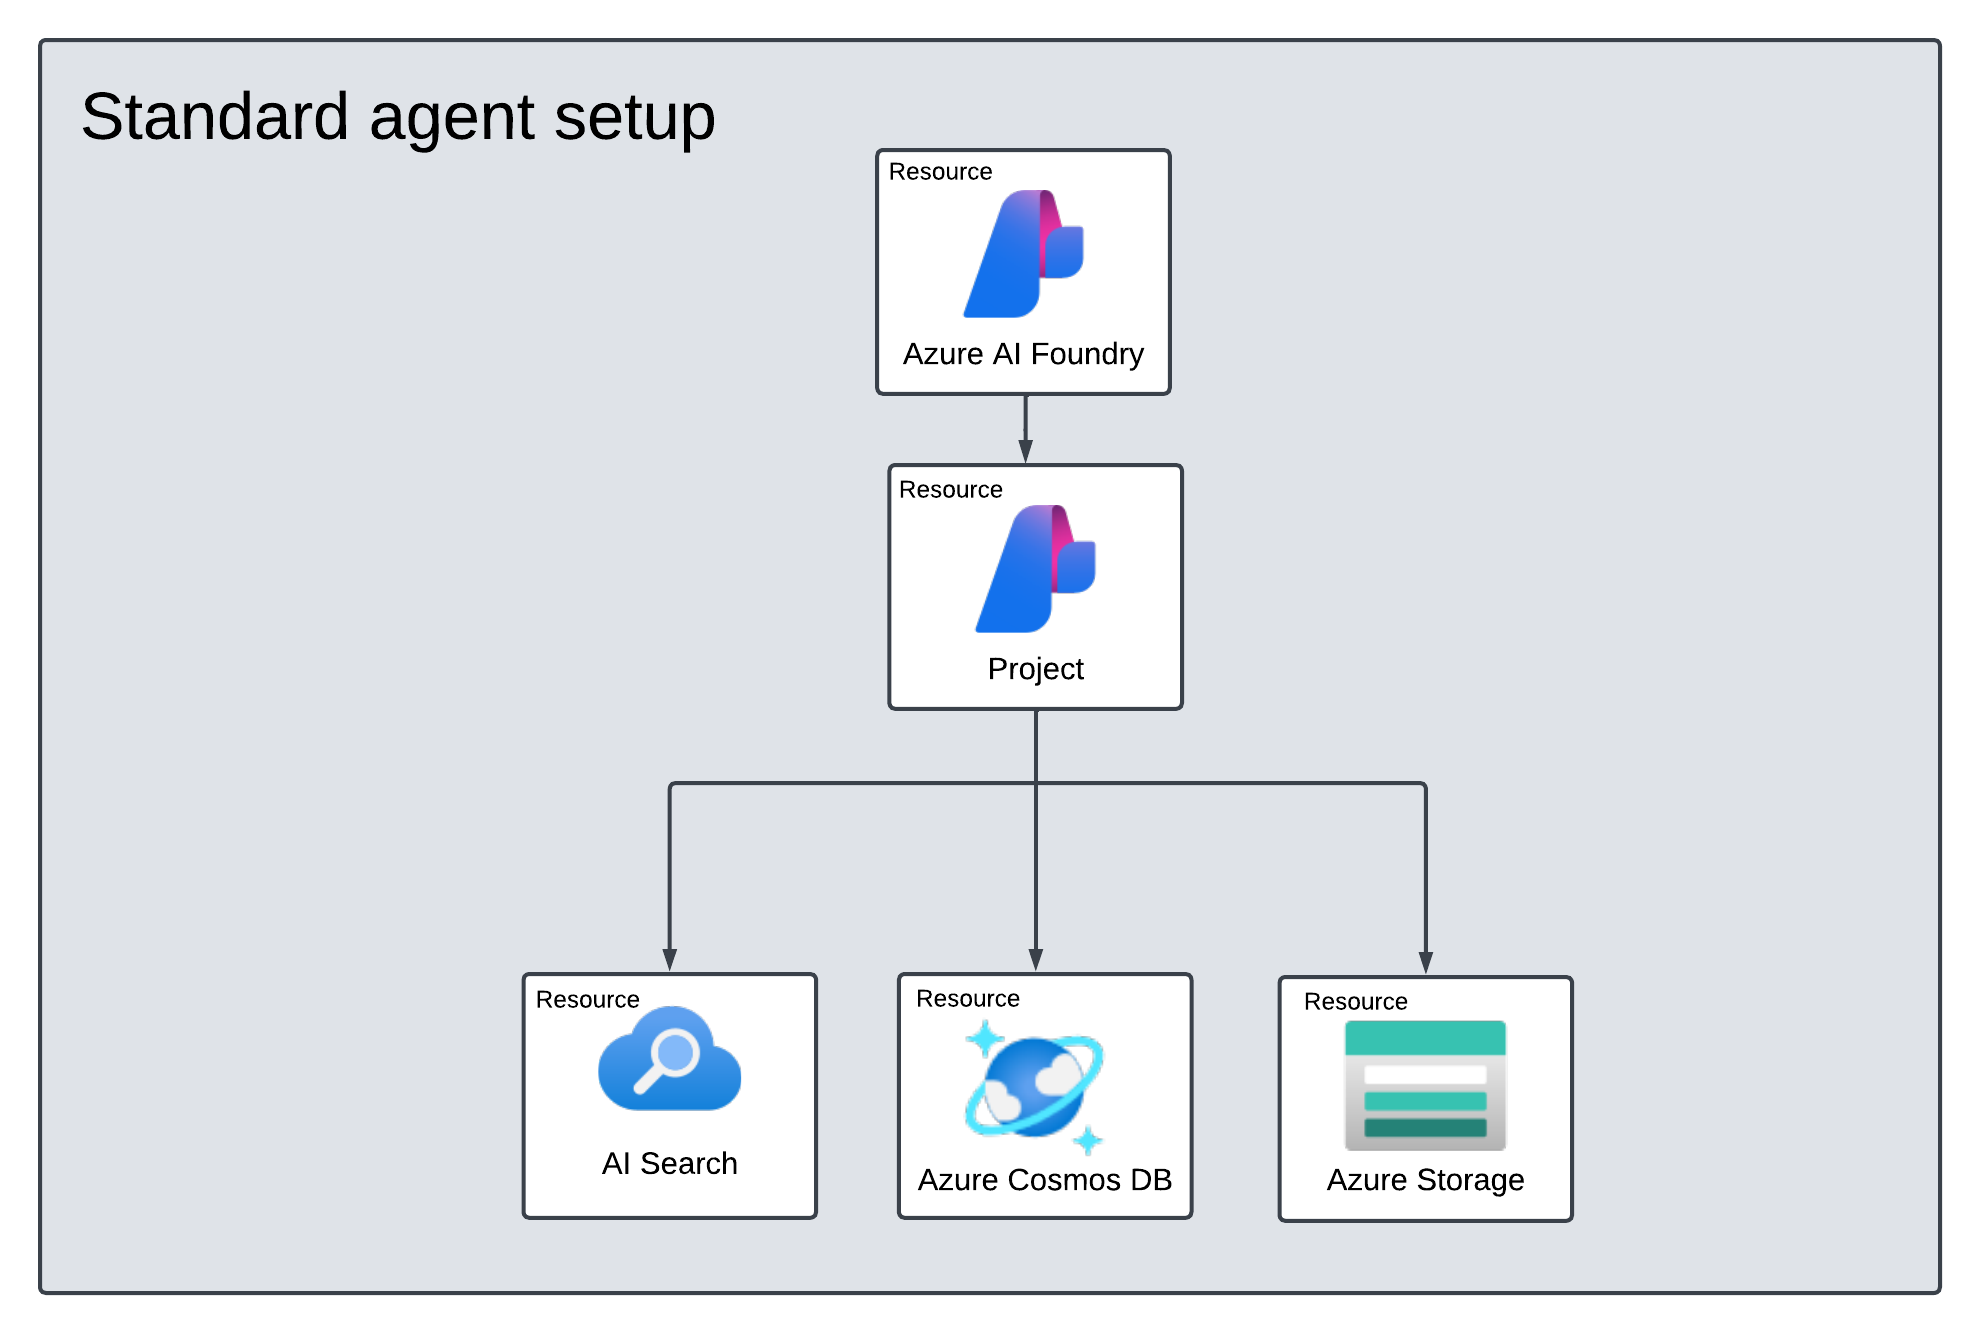 Standard agent setup
Resource
Azure AI Foundry
Resource
Project
Resource
AI Search
Resource
Azure Cosmos DB
Resource
Azure Storage